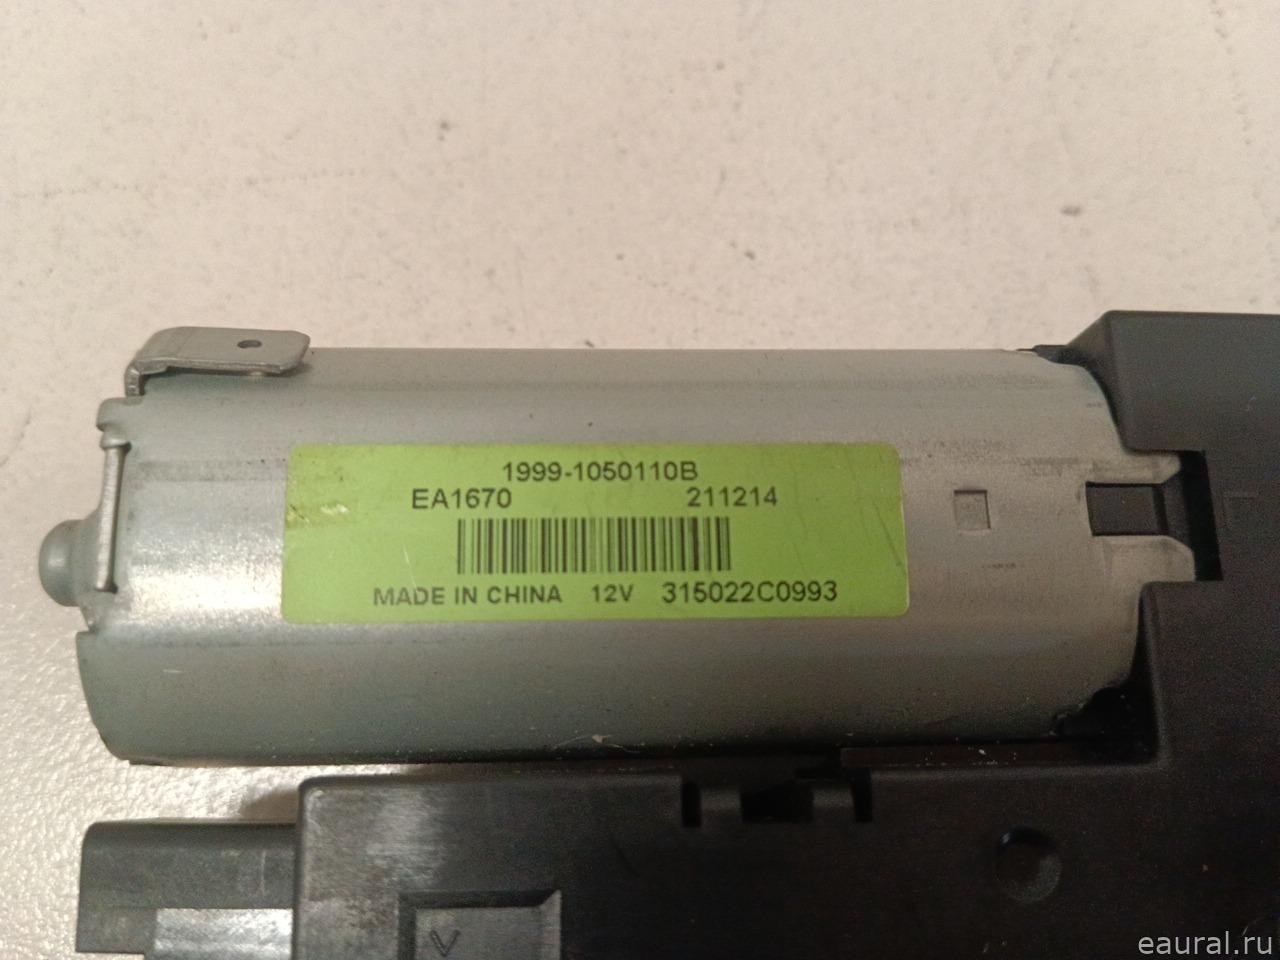 1999-1050110B
EA1670 211214
MADE IN CHINA 12V 315022C0993
eaural.ru